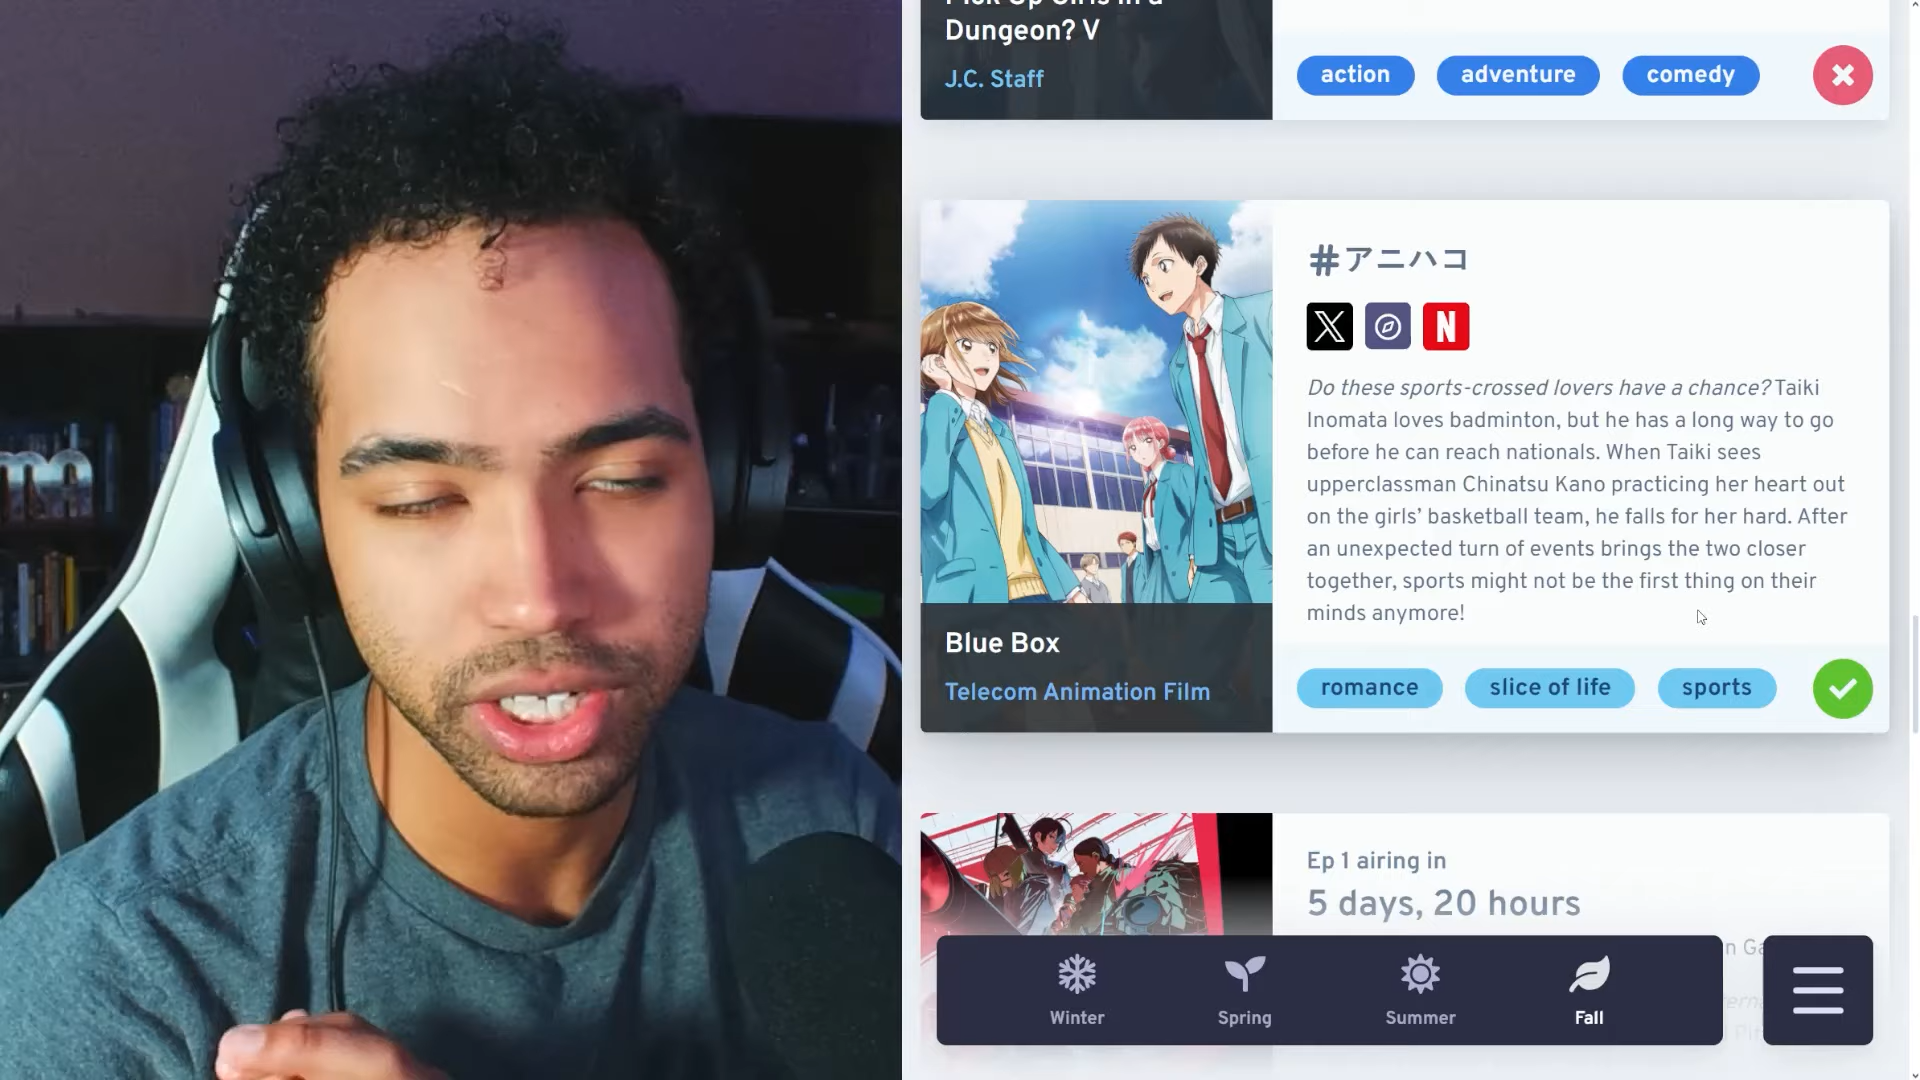 Dungeon? V
J.C. Staff
action
adventure
comedy
#アニハコ
X
N
Do these sports-crossed lovers have a chance? Taiki
Inomata loves badminton, but he has a long way to go
before he can reach nationals. When Taiki sees
upperclassman Chinatsu Kano practicing her heart out
on the girls’ basketball team, he falls for her hard. After
an unexpected turn of events brings the two closer
together, sports might not be the first thing on their
minds anymore!
Blue Box
Telecom Animation Film
romance
slice of life
sports
Ep 1 airing in
5 days, 20 hours
Winter
Spring
Summer
Fall